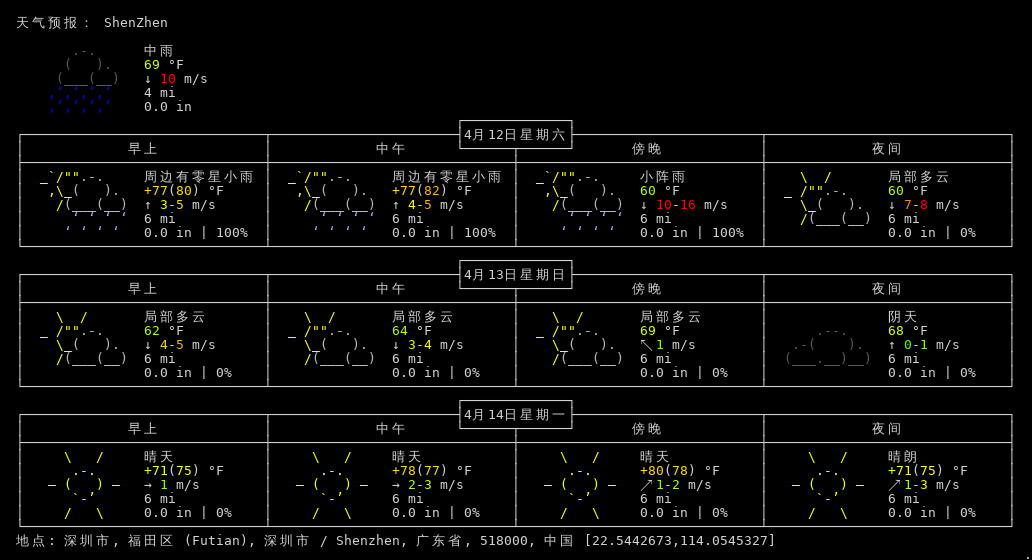 天气预报： ShenZhen
中雨
69 °F
↓ 10 m/s
4 mi
0.0 in
4月12日星期六
早上 中午 傍晚 夜间
周边有零星小雨 周边有零星小雨 小阵雨 局部多云
+77(80) °F +77(82) °F 60 °F 60 °F
↑ 3-5 m/s ↑ 4-5 m/s ↓ 10-16 m/s ↓ 7-8 m/s
6 mi 6 mi 6 mi 6 mi
0.0 in | 100% 0.0 in | 100% 0.0 in | 100% 0.0 in | 0%
4月13日星期日
早上 中午 傍晚 夜间
局部多云 局部多云 局部多云 阴天
62 °F 64 °F 69 °F 68 °F
↓ 4-5 m/s ↓ 3-4 m/s ↖ 1 m/s ↑ 0-1 m/s
6 mi 6 mi 6 mi 6 mi
0.0 in | 0% 0.0 in | 0% 0.0 in | 0% 0.0 in | 0%
4月14日星期一
早上 中午 傍晚 夜间
晴天 晴天 晴天 晴朗
+71(75) °F +78(77) °F +80(78) °F +71(75) °F
→ 1 m/s → 2-3 m/s ↗ 1-2 m/s ↗ 1-3 m/s
6 mi 6 mi 6 mi 6 mi
0.0 in | 0% 0.0 in | 0% 0.0 in | 0% 0.0 in | 0%
地点: 深圳市, 福田区 (Futian), 深圳市 / Shenzhen, 广东省, 518000, 中国 [22.5442673,114.0545327]